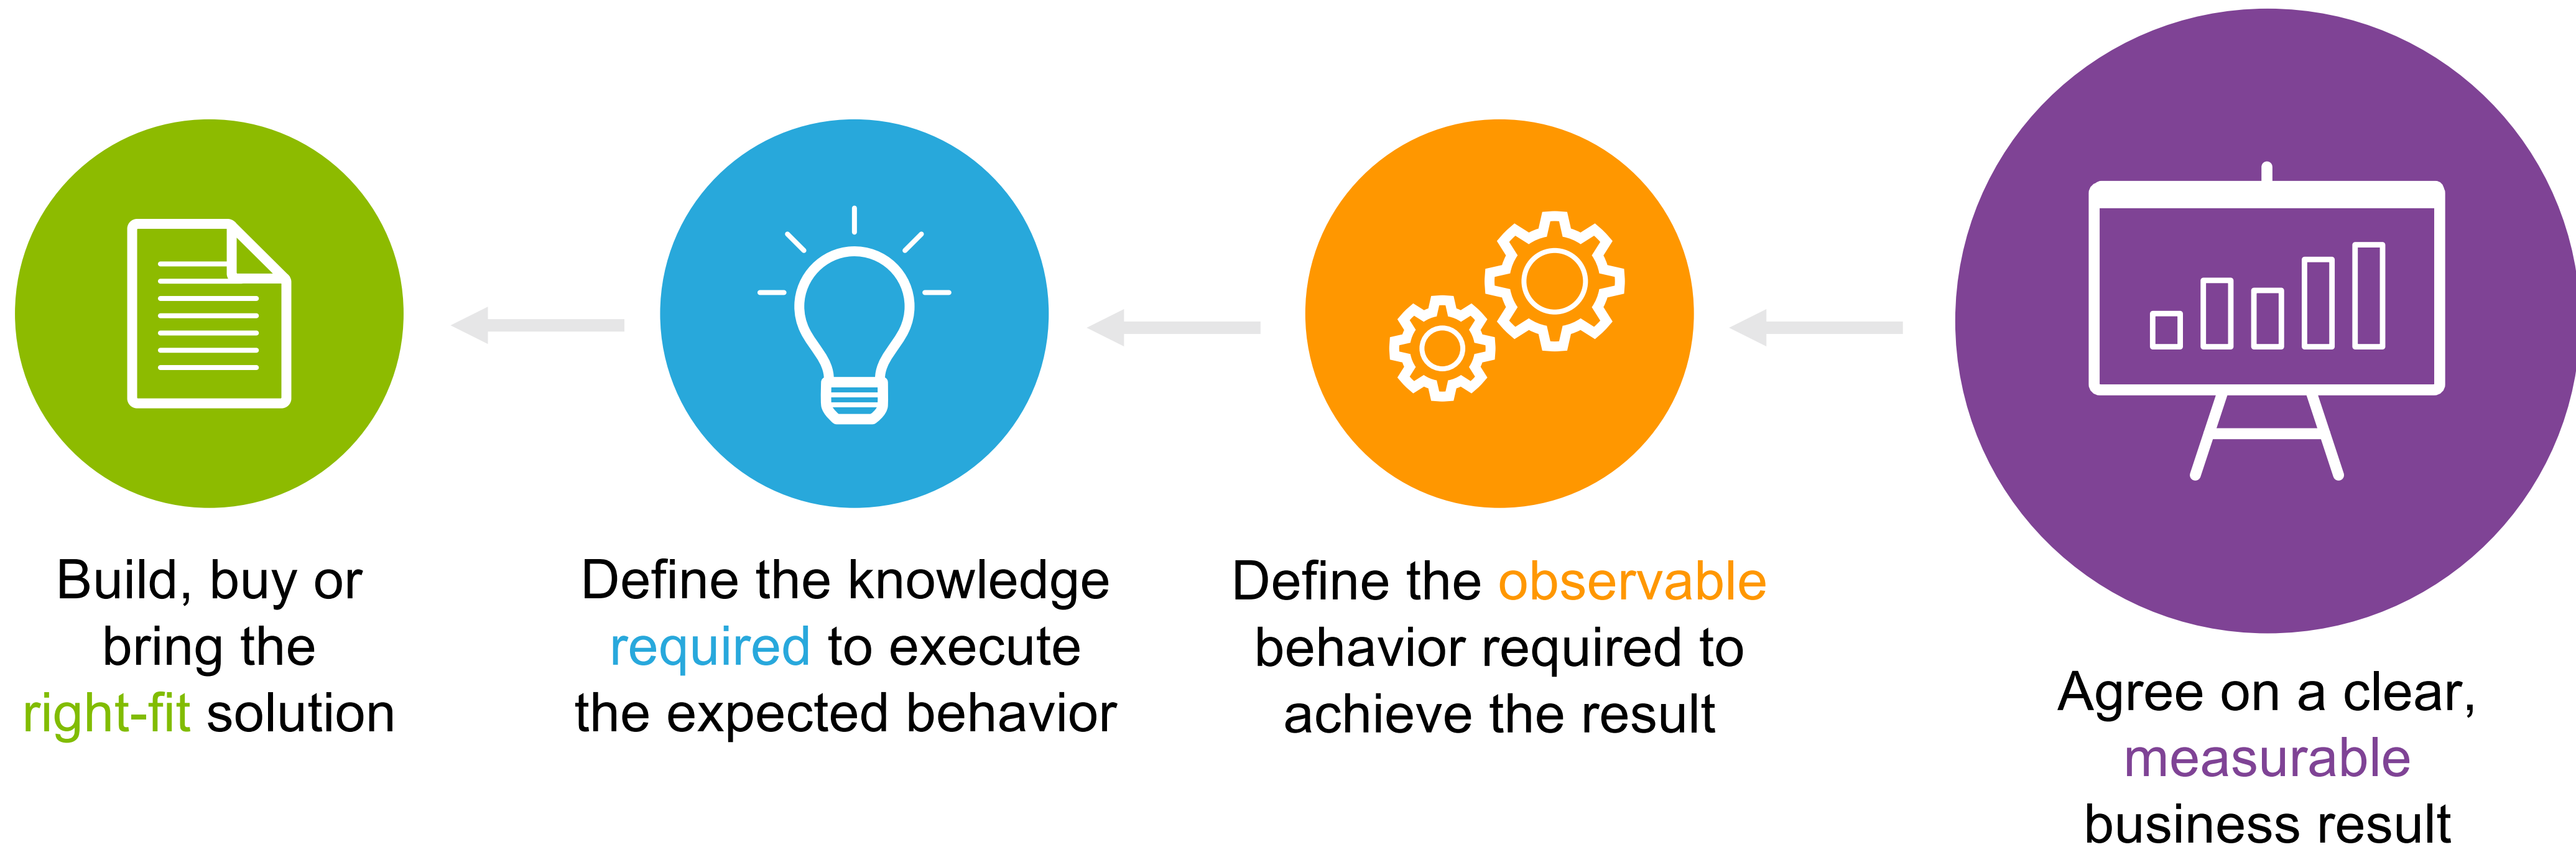 Build, buy or
bring the
right-fit solution
Define the knowledge
required to execute
the expected behavior
Define the observable
behavior required to
achieve the result
Agree on a clear,
measurable
business result